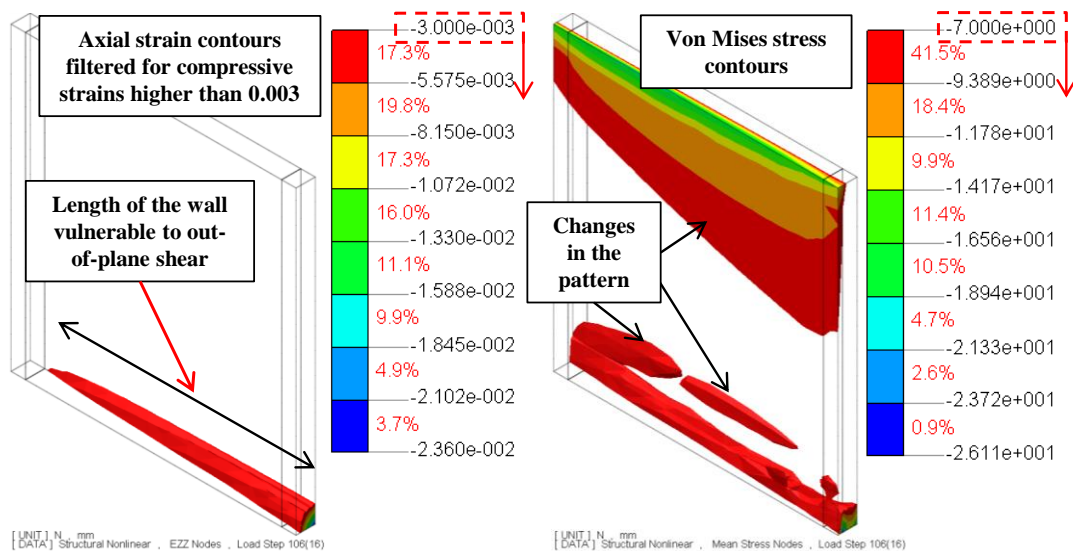 Axial strain contours
filtered for compressive
strains higher than 0.003
Length of the wall
vulnerable to out-
of-plane shear
-3.000e-003
17.3%
-5.575e-003
19.8%
-8.150e-003
17.3%
-1.072e-002
16.0%
-1.330e-002
11.1%
-1.588e-002
9.9%
-1.845e-002
4.9%
-2.102e-002
3.7%
-2.360e-002
[ UNIT ] N , mm
[ DATA ] Structural Nonlinear , EZZ Nodes , Load Step 106(16)
Von Mises stress
contours
Changes
in the
pattern
-7.000e+000
41.5%
-9.389e+000
18.4%
-1.178e+001
9.9%
-1.417e+001
11.4%
-1.656e+001
10.5%
-1.894e+001
4.7%
-2.133e+001
2.6%
-2.372e+001
0.9%
-2.611e+001
[ UNIT ] N , mm
[ DATA ] Structural Nonlinear , Mean Stress Nodes , Load Step 106(16)